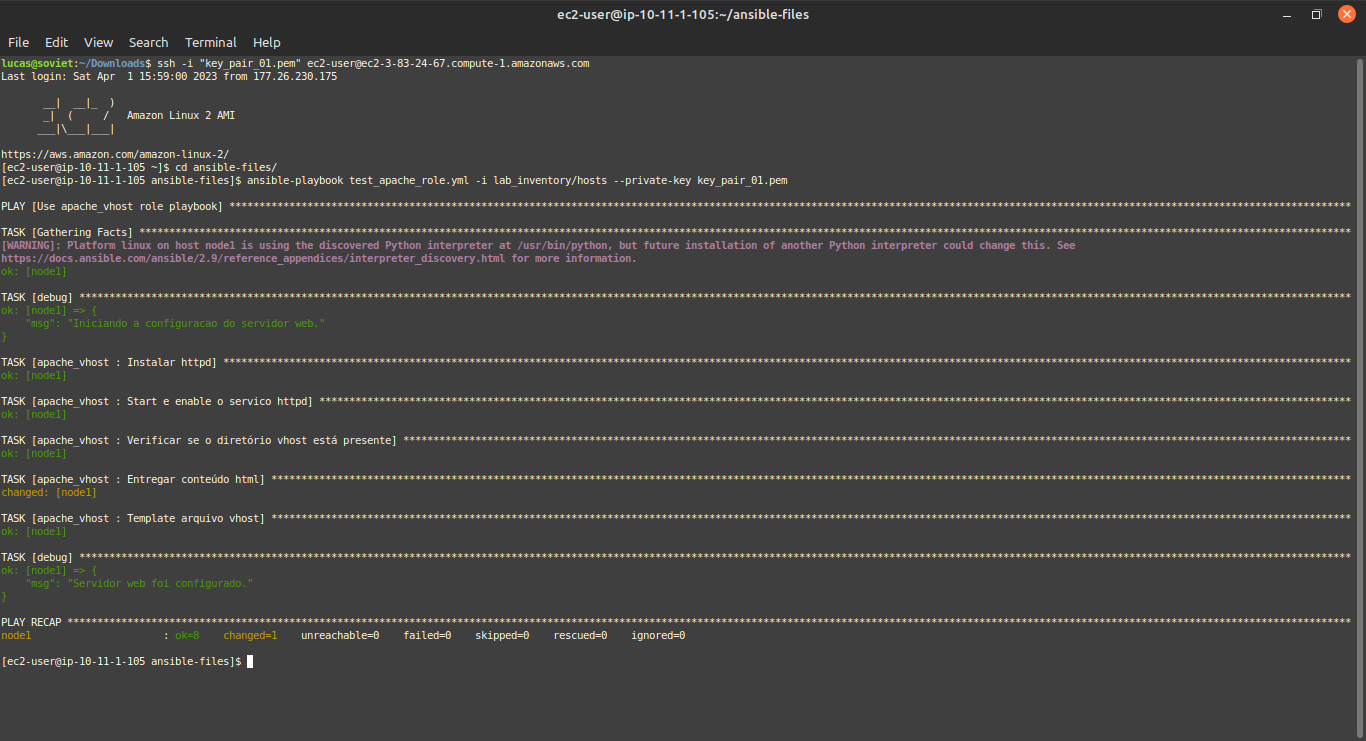 ec2-user@ip-10-11-1-105:~/ansible-files
File Edit View Search Terminal Help
lucas@soviet:~/Downloads$ ssh -i "key_pair_01.pem" ec2-user@ec2-3-83-24-67.compute-1.amazonaws.com
Last login: Sat Apr  1 15:59:00 2023 from 177.26.230.175
       __|  __|_  )
       _|  (     /   Amazon Linux 2 AMI
      ___|\___|___|
https://aws.amazon.com/amazon-linux-2/
[ec2-user@ip-10-11-1-105 ~]$ cd ansible-files/
[ec2-user@ip-10-11-1-105 ansible-files]$ ansible-playbook test_apache_role.yml -i lab_inventory/hosts --private-key key_pair_01.pem
PLAY [Use apache_vhost role playbook] ****************************************
TASK [Gathering Facts] ****************************************
[WARNING]: Platform linux on host node1 is using the discovered Python interpreter at /usr/bin/python, but future installation of another Python interpreter could change this. See
https://docs.ansible.com/ansible/2.9/reference_appendices/interpreter_discovery.html for more information.
ok: [node1]
TASK [debug] ****************************************
ok: [node1] => {
    "msg": "Iniciando a configuracao do servidor web."
}
TASK [apache_vhost : Instalar httpd] ****************************************
ok: [node1]
TASK [apache_vhost : Start e enable o servico httpd] ****************************************
ok: [node1]
TASK [apache_vhost : Verificar se o diretório vhost está presente] ****************************************
ok: [node1]
TASK [apache_vhost : Entregar conteúdo html] ****************************************
changed: [node1]
TASK [apache_vhost : Template arquivo vhost] ****************************************
ok: [node1]
TASK [debug] ****************************************
ok: [node1] => {
    "msg": "Servidor web foi configurado."
}
PLAY RECAP ****************************************
node1                      : ok=8    changed=1    unreachable=0    failed=0    skipped=0    rescued=0    ignored=0
[ec2-user@ip-10-11-1-105 ansible-files]$